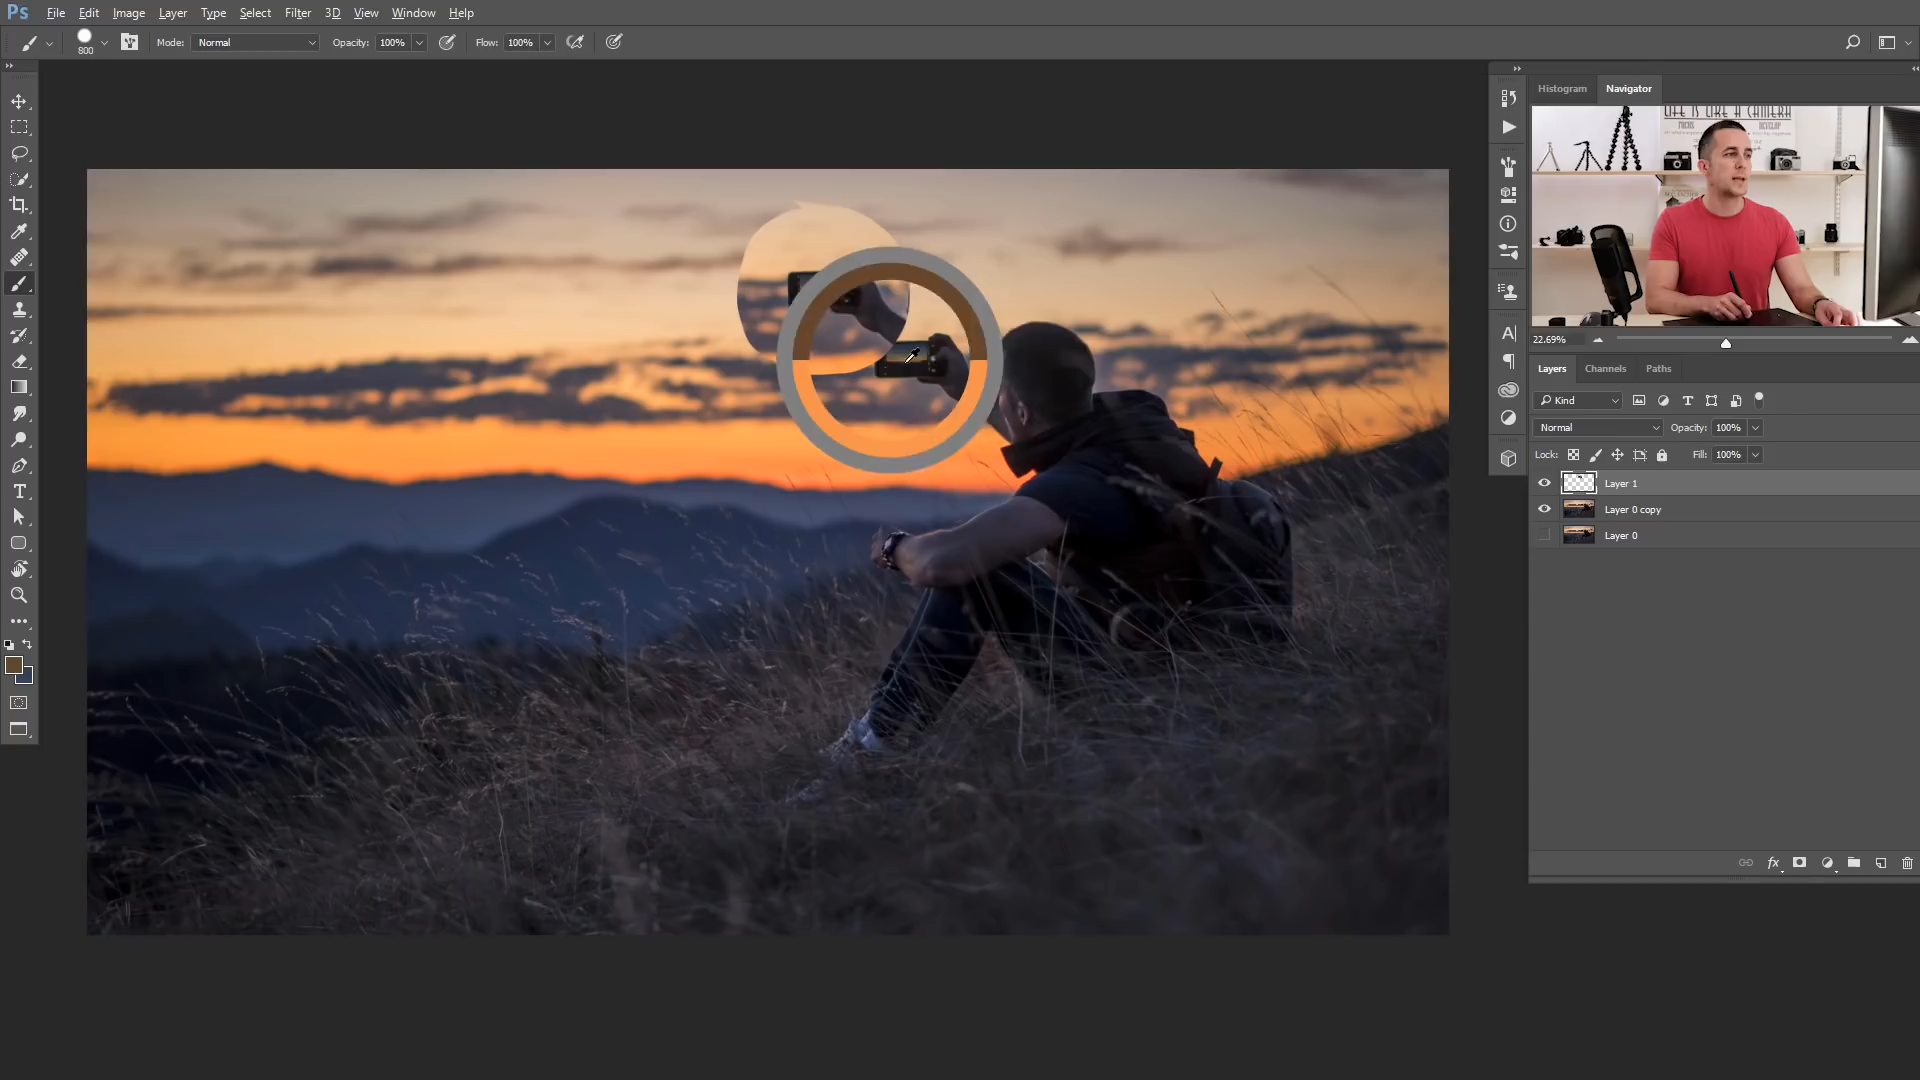 Ps File Edit Image Layer Type Select Filter 3D View Window Help
800 Mode: Normal Opacity: 100% Flow: 100%
Histogram Navigator
LIFE IS LIKE A CAMERA
FOCUS DEVELOP
22.69%
Layers Channels Paths
Kind
Normal Opacity: 100%
Lock: Fill: 100%
Layer 1
Layer 0 copy
Layer 0